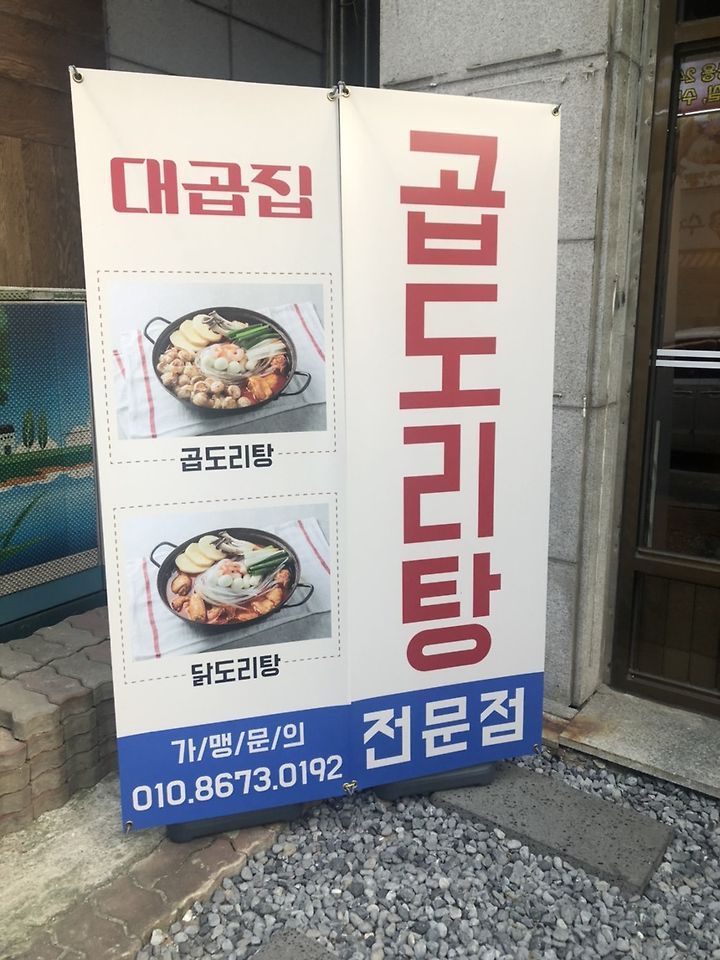 대곱집
곱도리탕
닭도리탕
가/맹/문/의
010.8673.0192
곱도리탕
전문점